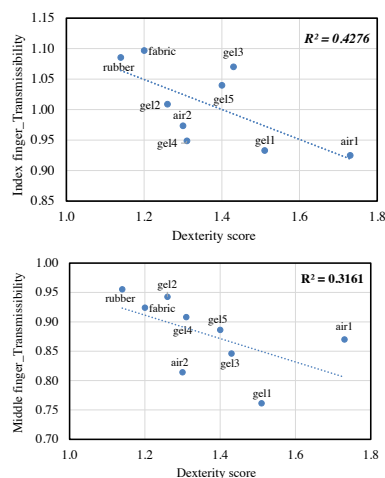 1.15
R² = 0.4276
1.10
fabric
gel3
rubber
1.05
gel5
gel2
1.00
air2
0.95
gel4
gel1
air1
0.90
0.85
1.0
1.2
1.4
1.6
1.8
Dexterity score
Index finger_Transmissibility
1.00
R² = 0.3161
gel2
0.95
rubber
fabric
gel5
0.90
gel4
air1
0.85
air2
gel3
0.80
gel1
0.75
0.70
1.0
1.2
1.4
1.6
1.8
Dexterity score
Middle finger_Transmissibility